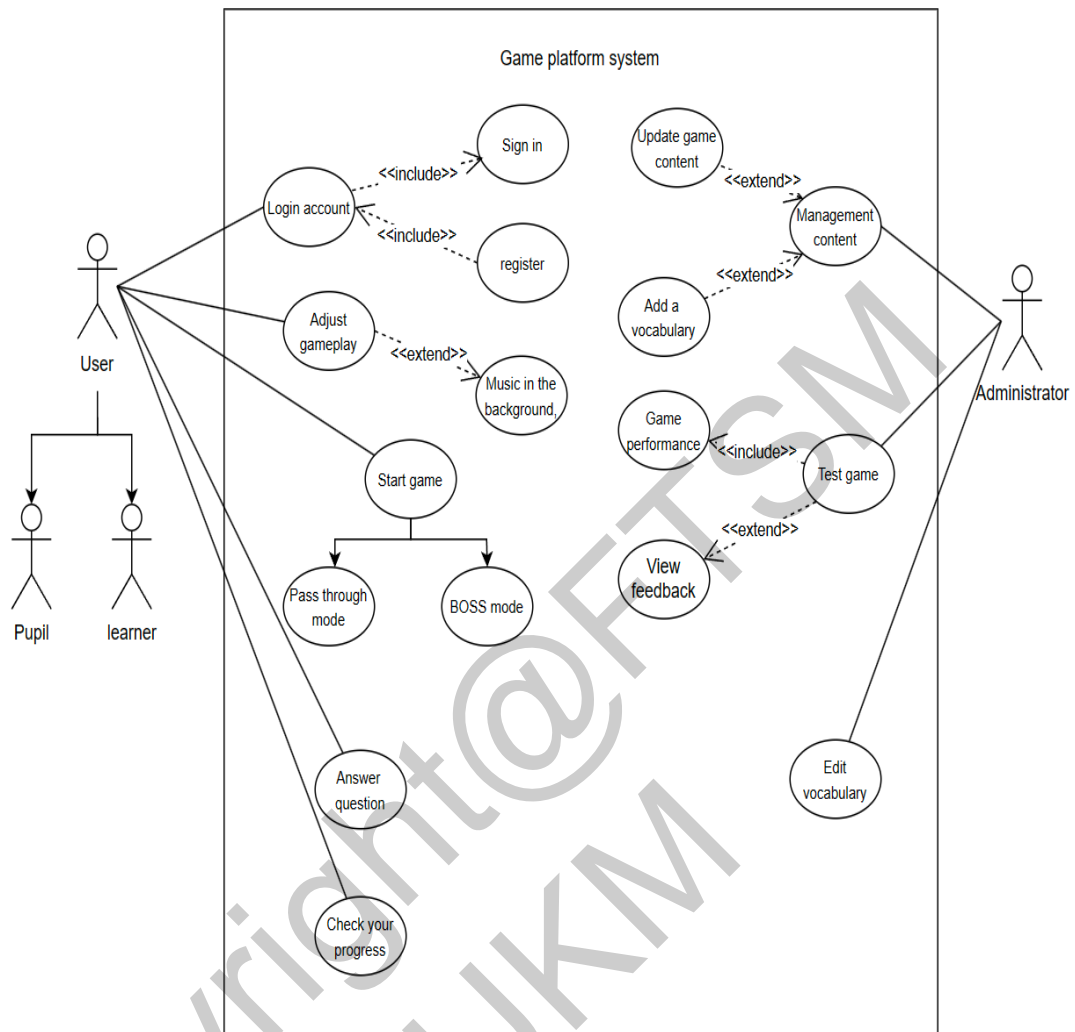 Game platform system
Sign in
<<include>>
Login account
<<include>>
register
Update game
content
<<extend>>
Management
content
<<extend>>
Add a
vocabulary
User
Adjust
gameplay
<<extend>>
Music in the
background,
Administrator
Game
performance
<<include>>
Test game
<<extend>>
View
feedback
Start game
Pass through
mode
BOSS mode
Pupil
learner
Answer
question
Edit
vocabulary
Check your
progress
yright@FTSM
UKM